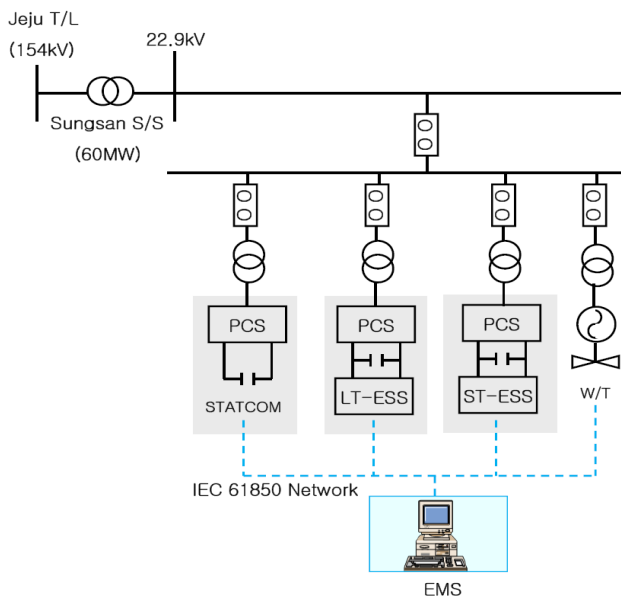 Jeju T/L
(154kV)
22.9kV
Sungsan S/S
(60MW)
PCS
PCS
PCS
LT-ESS
ST-ESS
STATCOM
W/T
IEC 61850 Network
EMS